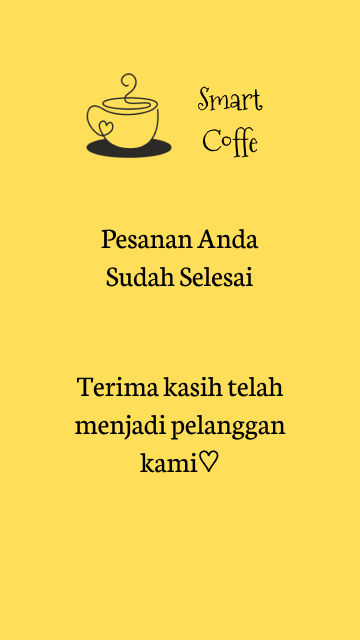 Smart
Coffe
Pesanan Anda
Sudah Selesai
Terima kasih telah
menjadi pelanggan
kami♡